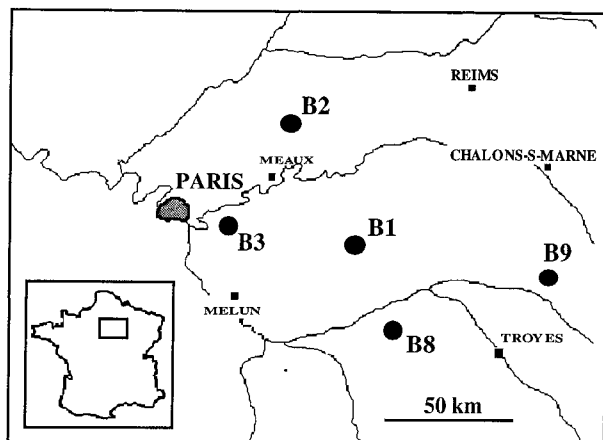 REIMS
B2
MEAUX
CHALONS-S-MARNE
PARIS
B3
B1
B9
MELUN
B8
TROYES
50 km